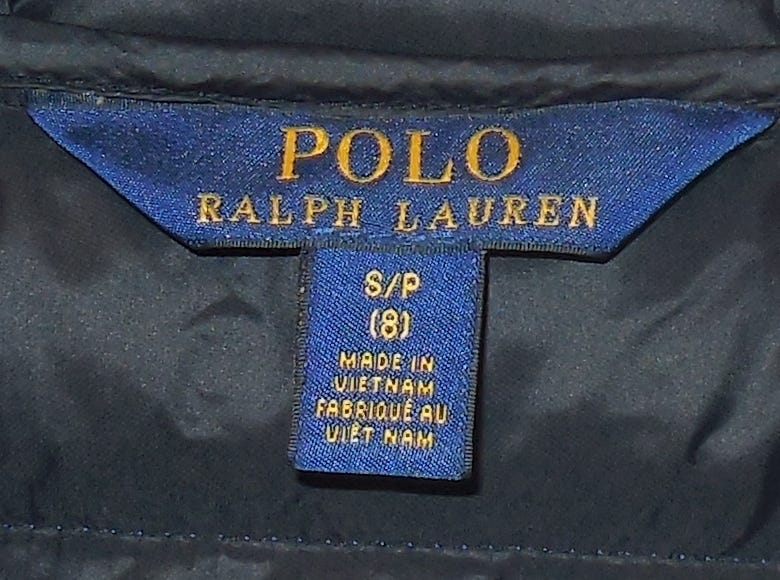 POLO
RALPH LAUREN
S/P
(8)
MADE IN
VIETNAM
FABRIQUÉ AU
VIÊT NAM